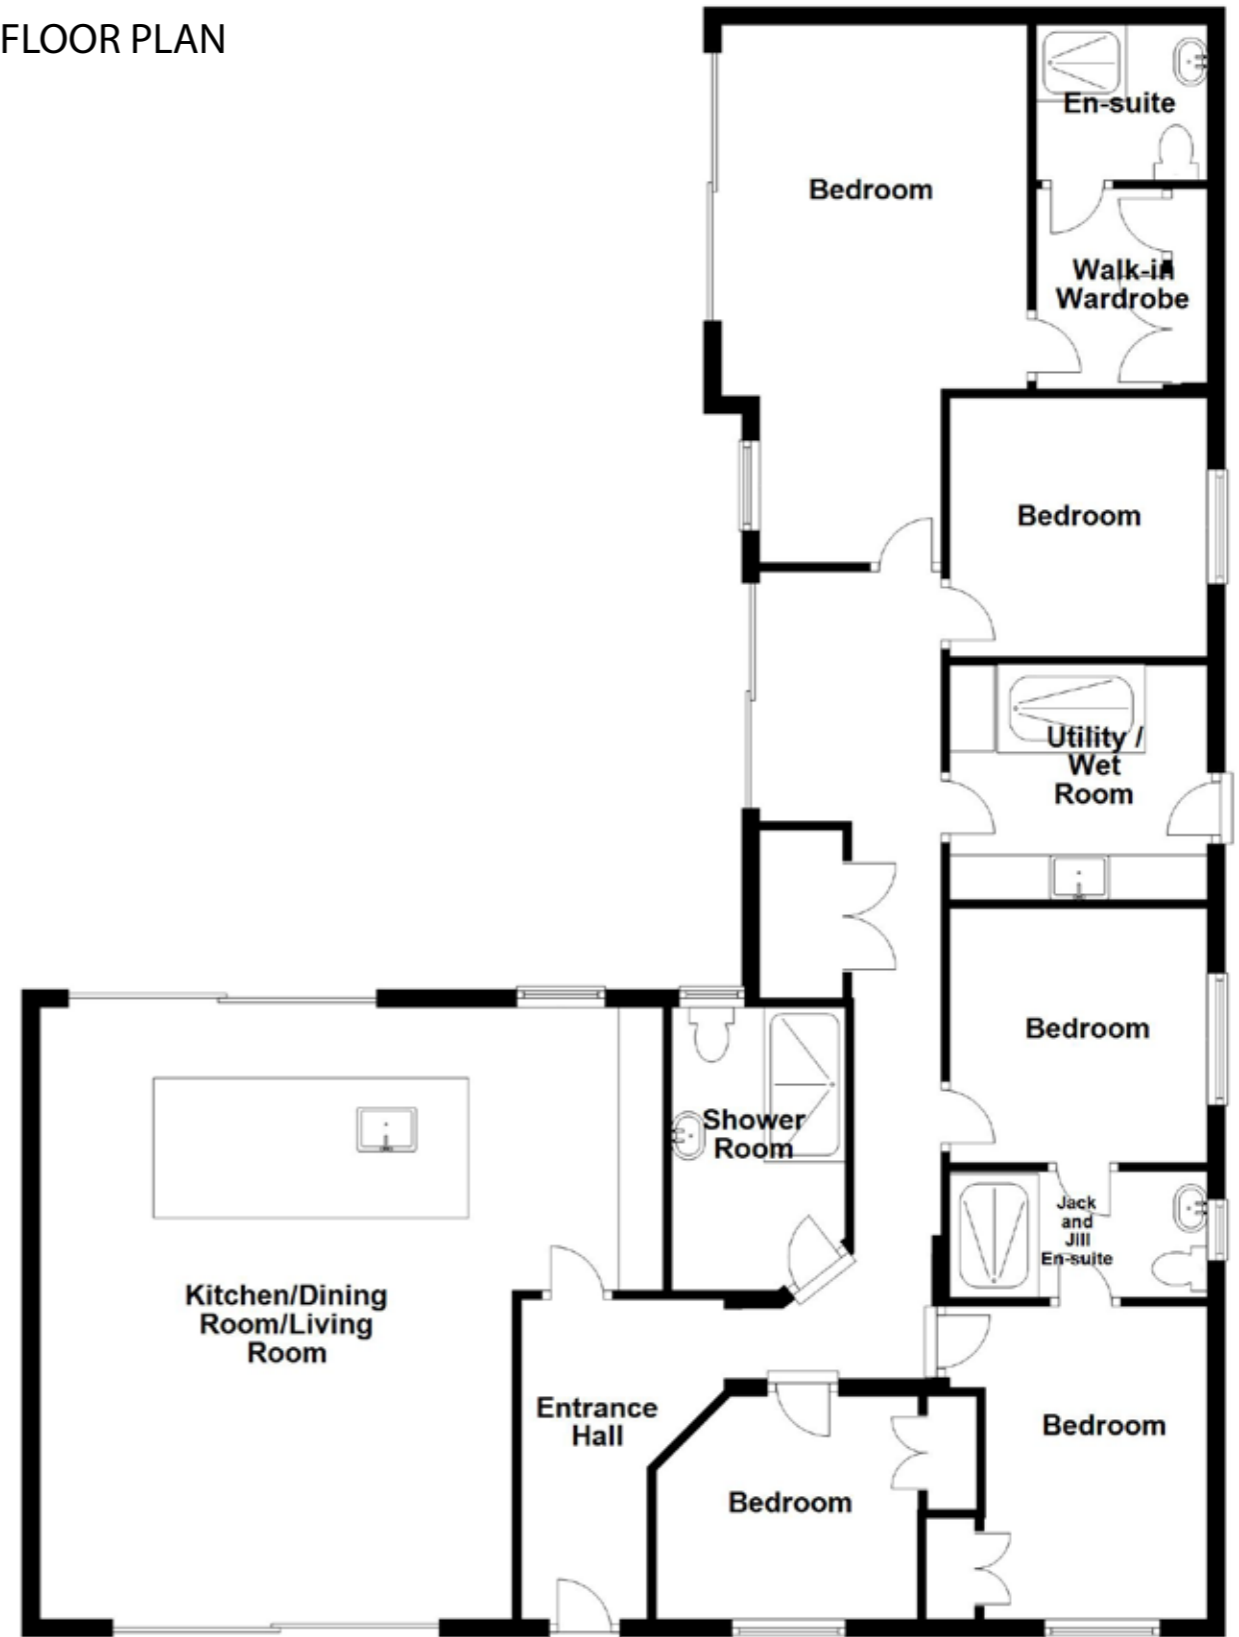 FLOOR PLAN
En-suite
Bedroom
Walk-in
Wardrobe
Bedroom
Utility /
Wet
Room
Bedroom
Shower
Room
Jack
and
Jill
En-suite
Kitchen/Dining
Room/Living
Room
Entrance
Hall
Bedroom
Bedroom